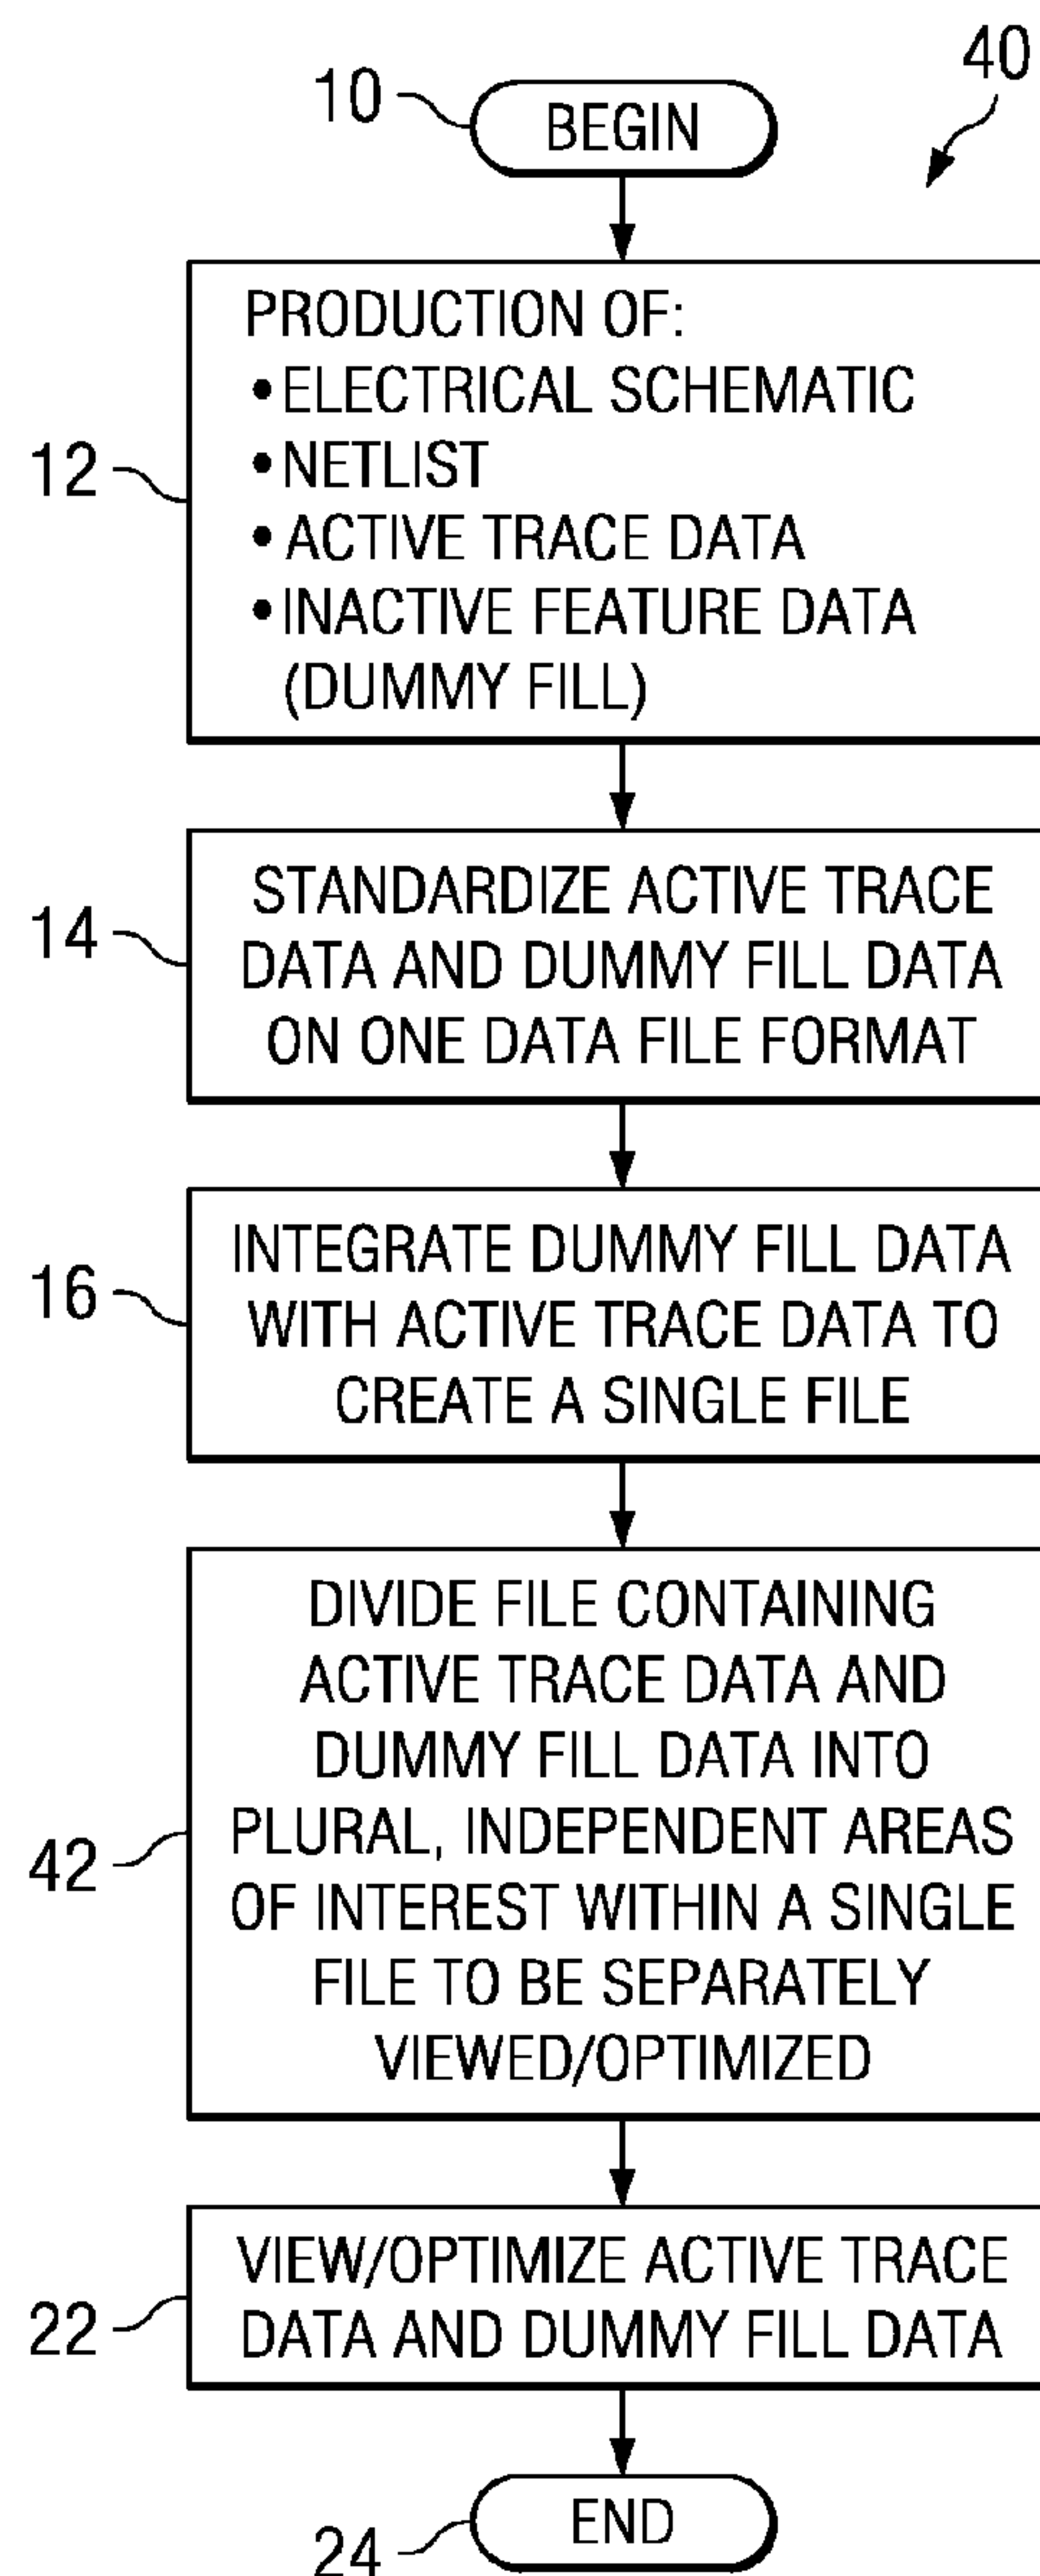 40
10
BEGIN
12
PRODUCTION OF:
•ELECTRICAL SCHEMATIC
•NETLIST
•ACTIVE TRACE DATA
•INACTIVE FEATURE DATA
(DUMMY FILL)
14
STANDARDIZE ACTIVE TRACE
DATA AND DUMMY FILL DATA
ON ONE DATA FILE FORMAT
16
INTEGRATE DUMMY FILL DATA
WITH ACTIVE TRACE DATA TO
CREATE A SINGLE FILE
42
DIVIDE FILE CONTAINING
ACTIVE TRACE DATA AND
DUMMY FILL DATA INTO
PLURAL, INDEPENDENT AREAS
OF INTEREST WITHIN A SINGLE
FILE TO BE SEPARATELY
VIEWED/OPTIMIZED
22
VIEW/OPTIMIZE ACTIVE TRACE
DATA AND DUMMY FILL DATA
24
END